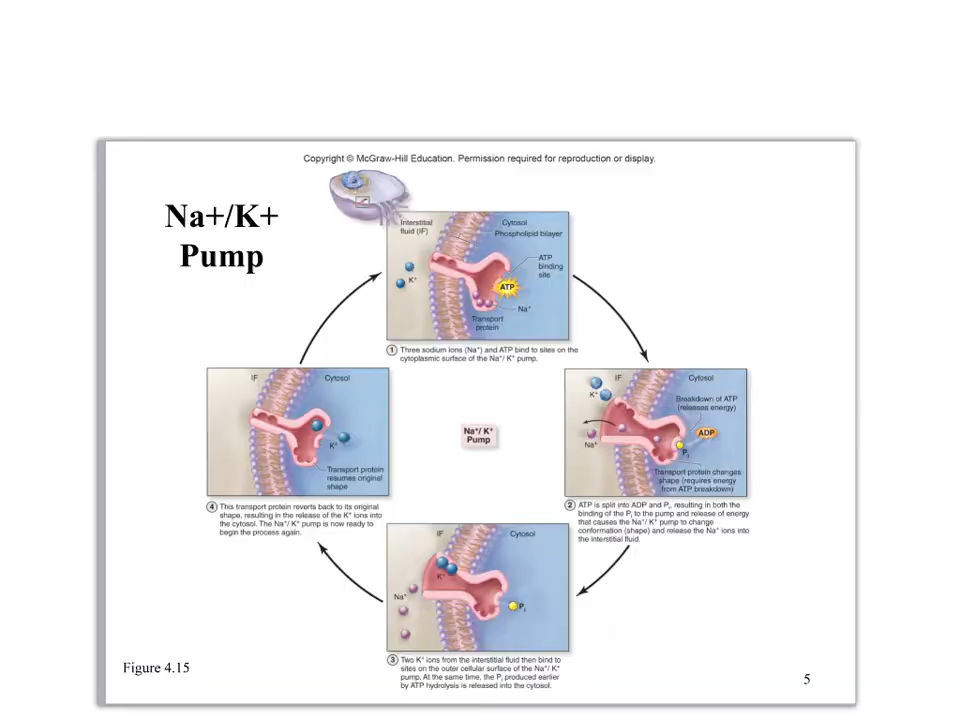 Copyright © McGraw-Hill Education. Permission required for reproduction or display.
Na+/K+
Pump
Interstitial
fluid (IF)
Cytosol
Phospholipid bilayer
ATP
binding
site
K⁺
ATP
Na⁺
Transport
protein
1 Three sodium ions (Na⁺) and ATP bind to sites on the
cytoplasmic surface of the Na⁺/ K⁺ pump.
IF
Cytosol
K⁺
Breakdown of ATP
(releases energy)
ADP
Na⁺
Pi
Transport protein changes
shape (requires energy
from ATP breakdown)
2 ATP is split into ADP and Pi, resulting in both the
binding of the Pi to the pump and release of energy
that causes the Na⁺/ K⁺ pump to change
conformation (shape) and release the Na⁺ ions into
the interstitial fluid.
Na⁺/ K⁺
Pump
IF
Cytosol
K⁺
Na⁺
Pi
3 Two K⁺ ions from the interstitial fluid then bind to
sites on the outer cellular surface of the Na⁺/ K⁺
pump. At the same time, the Pi produced earlier
by ATP hydrolysis is released into the cytosol.
IF
Cytosol
K⁺
Transport protein
resumes original
shape
4 This transport protein reverts back to its original
shape, resulting in the release of the K⁺ ions into
the cytosol. The Na⁺/ K⁺ pump is now ready to
begin the process again.
Figure 4.15
5